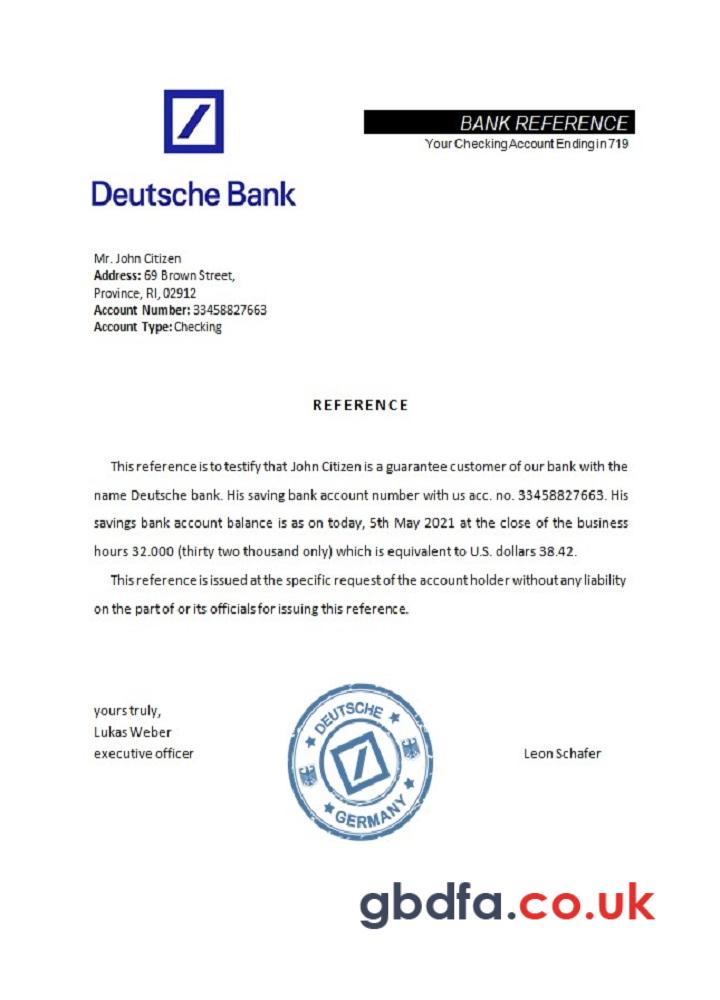 BANK REFERENCE
Your Checking Account Ending in 719
Deutsche Bank
Mr. John Citizen
Address: 69 Brown Street,
Province, RI, 02912
Account Number: 33458827663
Account Type: Checking
REFERENCE
This reference is to testify that John Citizen is a guarantee customer of our bank with the
name Deutsche bank. His saving bank account number with us acc. no. 33458827663. His
savings bank account balance is as on today, 5th May 2021 at the close of the business
hours 32.000 (thirty two thousand only) which is equivalent to U.S. dollars 38.42.
This reference is issued at the specific request of the account holder without any liability
on the part of or its officials for issuing this reference.
yours truly,
Lukas Weber
executive officer
DEUTSCHE
GERMANY
Leon Schafer
gbdfa.co.uk